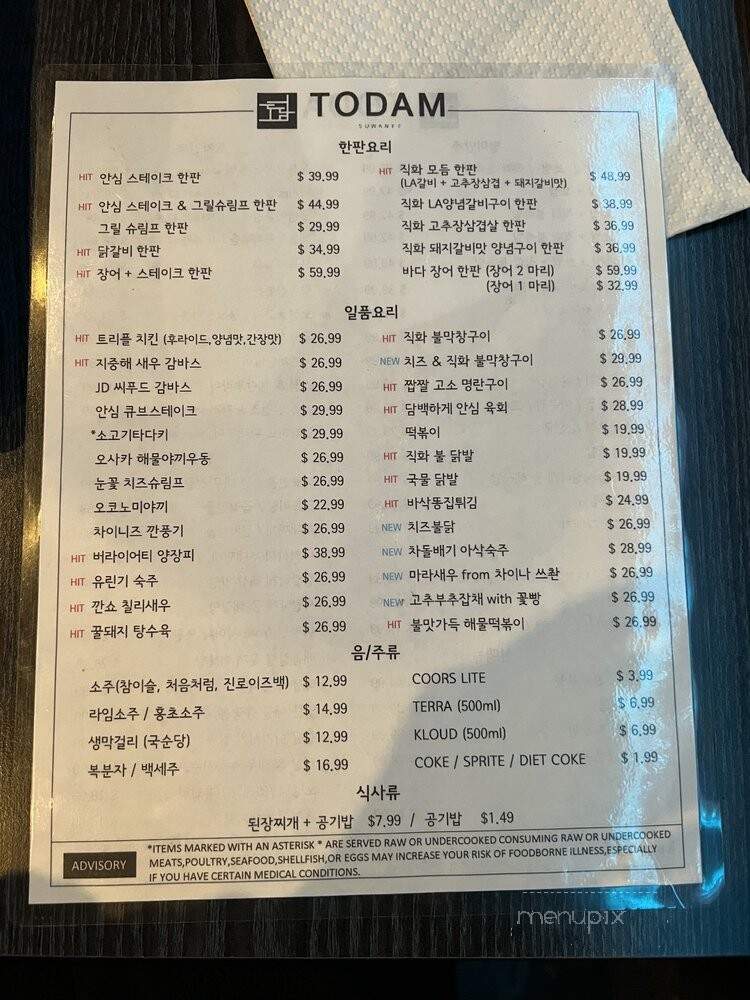 TODAM
SUWANEE
한판요리
HIT 안심 스테이크 한판 $ 39.99
HIT 안심 스테이크 & 그릴슈림프 한판 $ 44.99
그릴 슈림프 한판 $ 29.99
HIT 닭갈비 한판 $ 34.99
HIT 장어 + 스테이크 한판 $ 59.99
HIT 직화 모듬 한판 $ 48.99
(LA갈비 + 고추장삼겹 + 돼지갈비맛)
직화 LA양념갈비구이 한판 $ 38.99
직화 고추장삼겹살 한판 $ 36.99
직화 돼지갈비맛 양념구이 한판 $ 36.99
바다 장어 한판 (장어 2 마리) $ 59.99
(장어 1 마리) $ 32.99
일품요리
HIT 트리플 치킨 (후라이드,양념맛,간장맛) $ 26.99
HIT 지중해 새우 감바스 $ 26.99
JD 씨푸드 감바스 $ 26.99
안심 큐브스테이크 $ 29.99
*소고기타다키 $ 29.99
오사카 해물야끼우동 $ 26.99
눈꽃 치즈슈림프 $ 26.99
오코노미야끼 $ 22.99
차이니즈 깐풍기 $ 26.99
HIT 버라이어티 양장피 $ 38.99
HIT 유린기 숙주 $ 26.99
HIT 깐쇼 칠리새우 $ 26.99
HIT 꿀돼지 탕수육 $ 26.99
HIT 직화 불막창구이 $ 26.99
NEW 치즈 & 직화 불막창구이 $ 29.99
HIT 짭짤 고소 명란구이 $ 26.99
HIT 담백하게 안심 육회 $ 28.99
떡볶이 $ 19.99
HIT 직화 불 닭발 $ 19.99
HIT 국물 닭발 $ 19.99
HIT 바삭똥집튀김 $ 24.99
NEW 치즈불닭 $ 26.99
NEW 차돌배기 아삭숙주 $ 28.99
NEW 마라새우 from 차이나 쓰촨 $ 26.99
NEW 고추부추잡채 with 꽃빵 $ 26.99
HIT 불맛가득 해물떡볶이 $ 26.99
음/주류
소주(참이슬, 처음처럼, 진로이즈백) $ 12.99
라임소주 / 홍초소주 $ 14.99
생막걸리 (국순당) $ 12.99
복분자 / 백세주 $ 16.99
COORS LITE $ 3.99
TERRA (500ml) $ 6.99
KLOUD (500ml) $ 6.99
COKE / SPRITE / DIET COKE $ 1.99
식사류
된장찌개 + 공기밥 $7.99 / 공기밥 $1.49
ADVISORY
*ITEMS MARKED WITH AN ASTERISK * ARE SERVED RAW OR UNDERCOOKED CONSUMING RAW OR UNDERCOOKED
MEATS,POULTRY,SEAFOOD,SHELLFISH,OR EGGS MAY INCREASE YOUR RISK OF FOODBORNE ILLNESS,ESPECIALLY
IF YOU HAVE CERTAIN MEDICAL CONDITIONS.
menupix